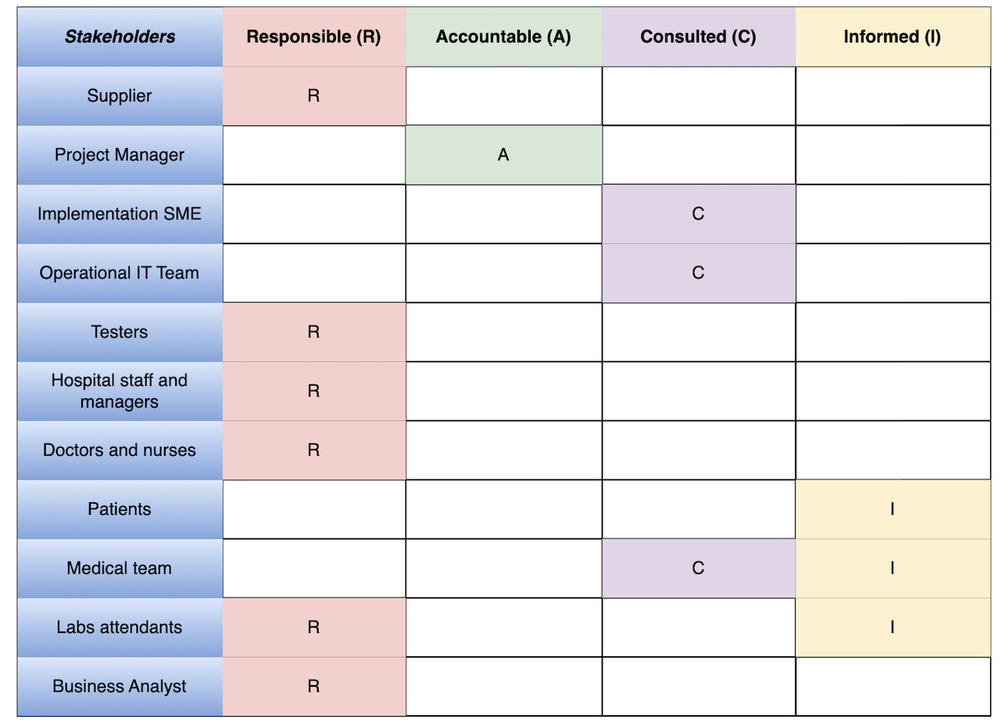 Stakeholders Responsible (R) Accountable (A) Consulted (C) Informed (I)
Supplier R
Project Manager A
Implementation SME C
Operational IT Team C
Testers R
Hospital staff and
managers R
Doctors and nurses R
Patients I
Medical team C I
Labs attendants R I
Business Analyst R